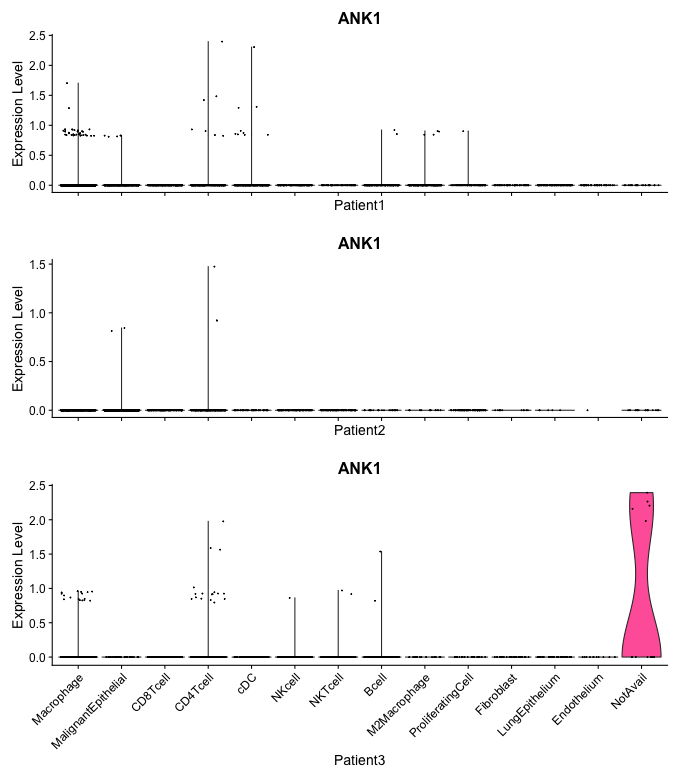 ANK1
Expression Level
2.5
2.0
1.5
1.0
0.5
0.0
Patient1
ANK1
Expression Level
1.5
1.0
0.5
0.0
Patient2
ANK1
Expression Level
2.5
2.0
1.5
1.0
0.5
0.0
Macrophage
MalignantEpithelial
CD8Tcell
CD4Tcell
cDC
NKcell
NKTcell
Bcell
M2Macrophage
ProliferatingCell
Fibroblast
LungEpithelium
Endothelium
NotAvail
Patient3